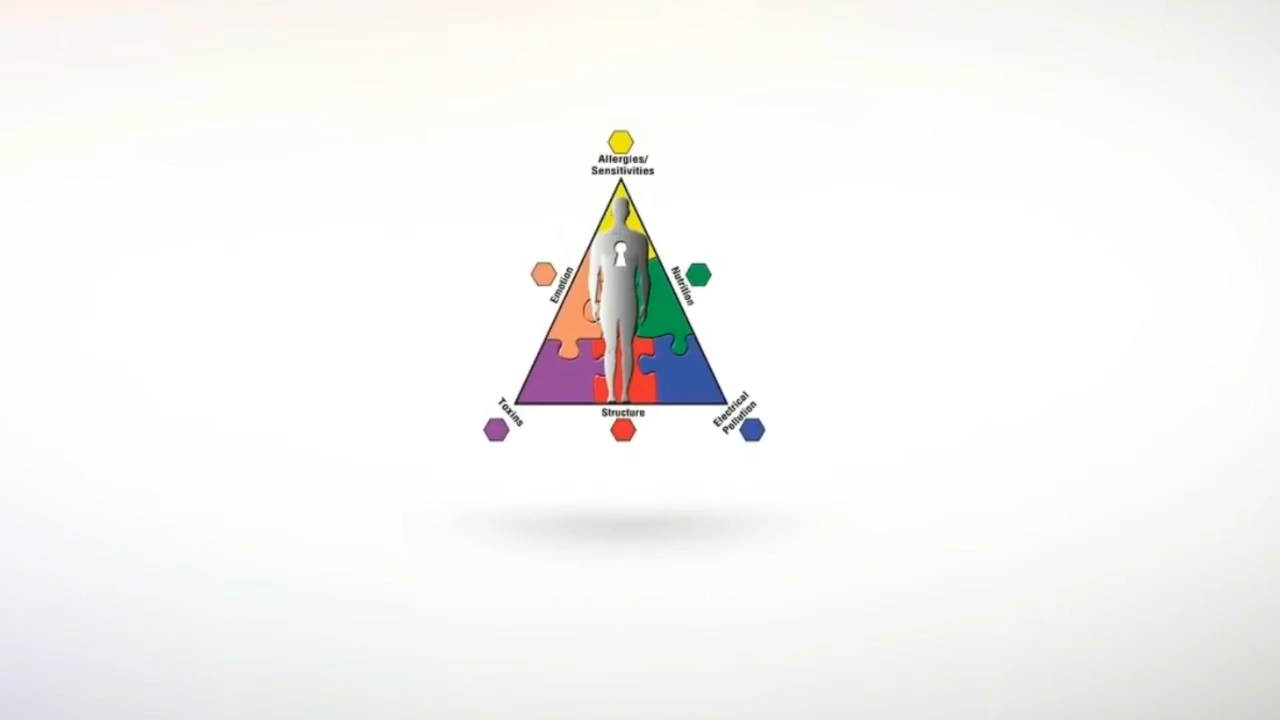 Allergies/
Sensitivities
Emotion
Nutrition
Toxins
Structure
Electrical
Pollution